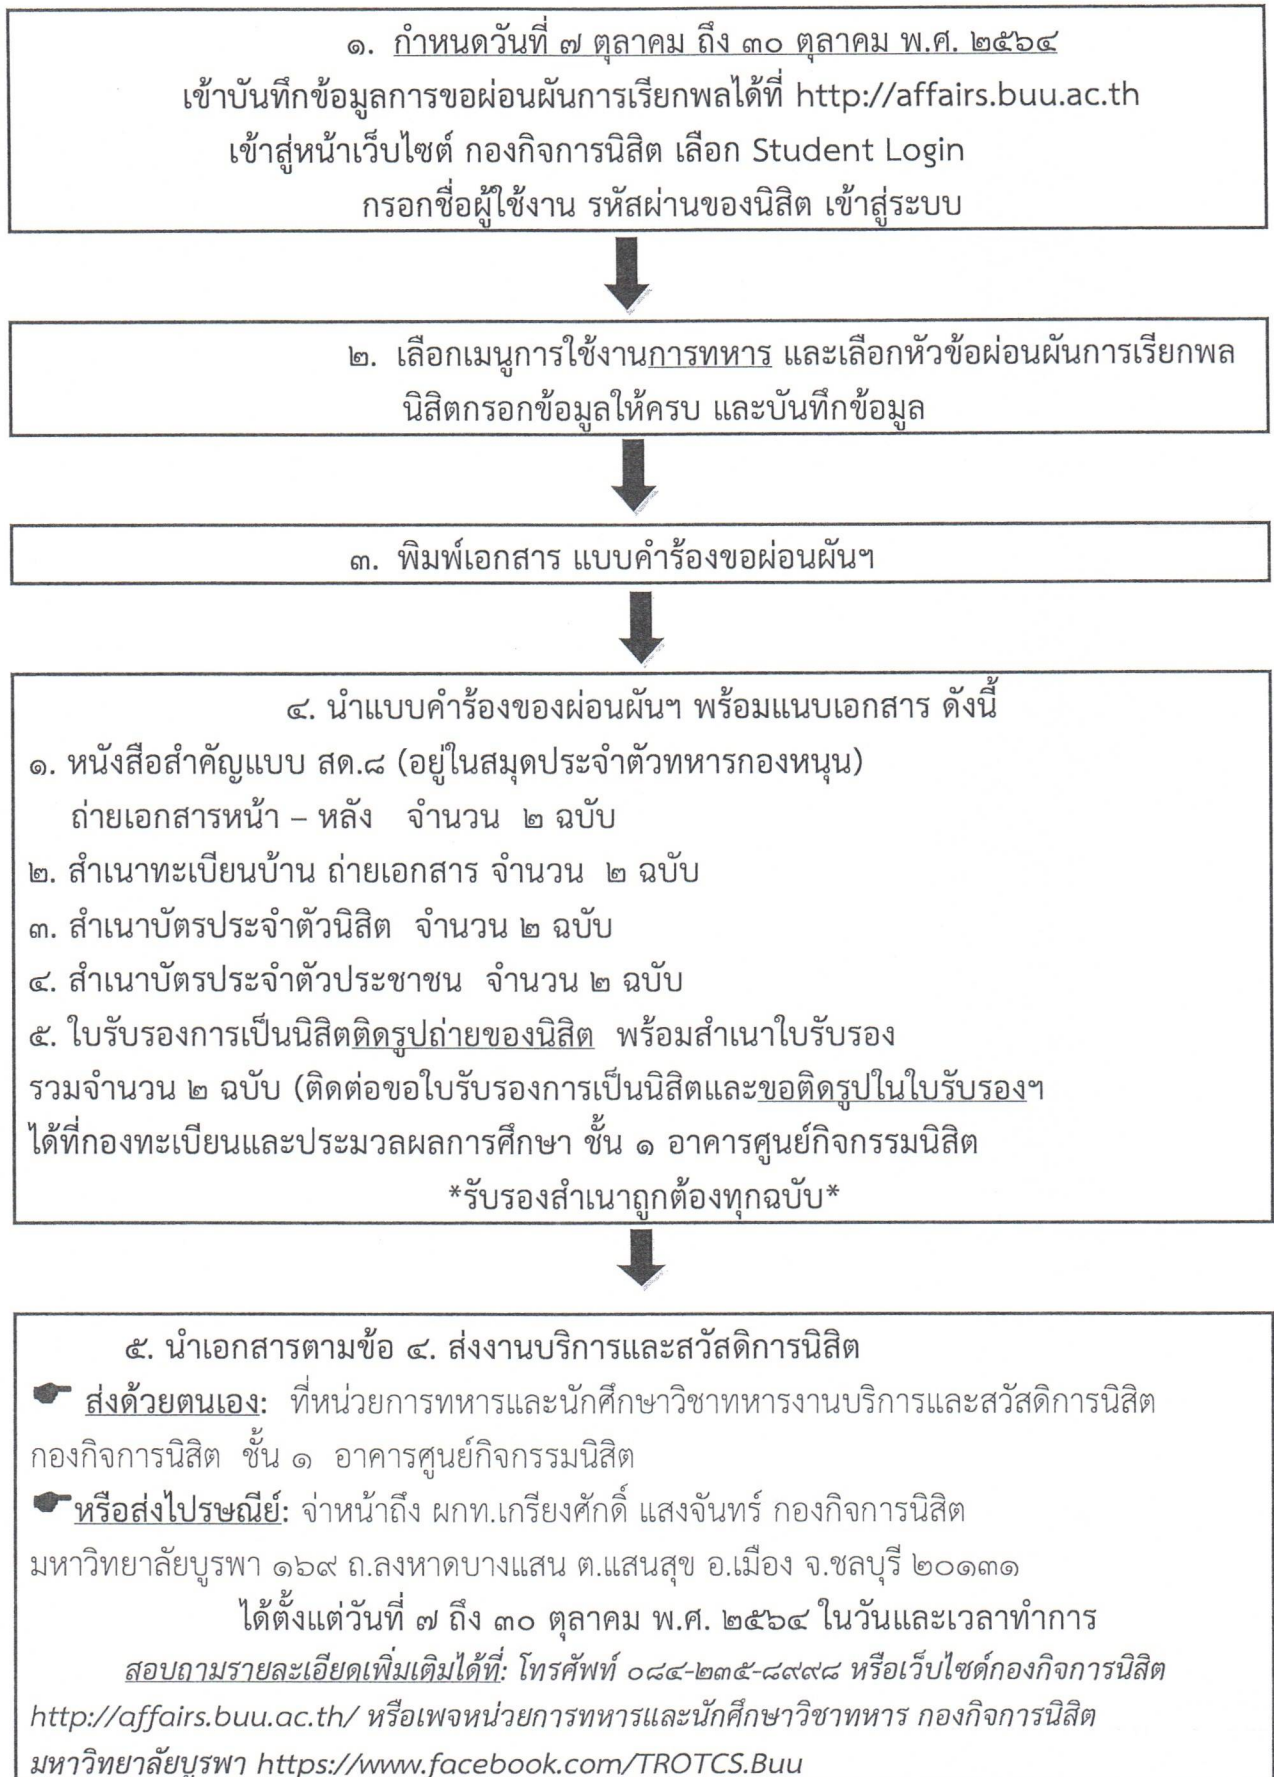 ๑. กำหนดวันที่ ๗ ตุลาคม ถึง ๓๐ ตุลาคม พ.ศ. ๒๕๖๔
เข้าบันทึกข้อมูลการขอผ่อนผันการเรียกพลได้ที่ http://affairs.buu.ac.th
เข้าสู่หน้าเว็บไซต์ กองกิจการนิสิต เลือก Student Login
กรอกชื่อผู้ใช้งาน รหัสผ่านของนิสิต เข้าสู่ระบบ
๒. เลือกเมนูการใช้งานการทหาร และเลือกหัวข้อผ่อนผันการเรียกพล
นิสิตกรอกข้อมูลให้ครบ และบันทึกข้อมูล
๓. พิมพ์เอกสาร แบบคำร้องขอผ่อนผันฯ
๔. นำแบบคำร้องของผ่อนผันฯ พร้อมแนบเอกสาร ดังนี้
๑. หนังสือสำคัญแบบ สด.๘ (อยู่ในสมุดประจำตัวทหารกองหนุน)
ถ่ายเอกสารหน้า – หลัง จำนวน ๒ ฉบับ
๒. สำเนาทะเบียนบ้าน ถ่ายเอกสาร จำนวน ๒ ฉบับ
๓. สำเนาบัตรประจำตัวนิสิต จำนวน ๒ ฉบับ
๔. สำเนาบัตรประจำตัวประชาชน จำนวน ๒ ฉบับ
๕. ใบรับรองการเป็นนิสิตติดรูปถ่ายของนิสิต พร้อมสำเนาใบรับรอง
รวมจำนวน ๒ ฉบับ (ติดต่อขอใบรับรองการเป็นนิสิตและขอติดรูปในใบรับรองฯ
ได้ที่กองทะเบียนและประมวลผลการศึกษา ชั้น ๑ อาคารศูนย์กิจกรรมนิสิต
*รับรองสำเนาถูกต้องทุกฉบับ*
๕. นำเอกสารตามข้อ ๔. ส่งงานบริการและสวัสดิการนิสิต
ส่งด้วยตนเอง: ที่หน่วยการทหารและนักศึกษาวิชาทหารงานบริการและสวัสดิการนิสิต
กองกิจการนิสิต ชั้น ๑ อาคารศูนย์กิจกรรมนิสิต
หรือส่งไปรษณีย์: จ่าหน้าถึง ผกท.เกรียงศักดิ์ แสงจันทร์ กองกิจการนิสิต
มหาวิทยาลัยบูรพา ๑๖๙ ถ.ลงหาดบางแสน ต.แสนสุข อ.เมือง จ.ชลบุรี ๒๐๑๓๑
ได้ตั้งแต่วันที่ ๗ ถึง ๓๐ ตุลาคม พ.ศ. ๒๕๖๔ ในวันและเวลาทำการ
สอบถามรายละเอียดเพิ่มเติมได้ที่: โทรศัพท์ ๐๘๔-๒๓๕-๘๙๙๘ หรือเว็บไซด์กองกิจการนิสิต
http://affairs.buu.ac.th/ หรือเพจหน่วยการทหารและนักศึกษาวิชาทหาร กองกิจการนิสิต
มหาวิทยาลัยบูรพา https://www.facebook.com/TROTCS.Buu